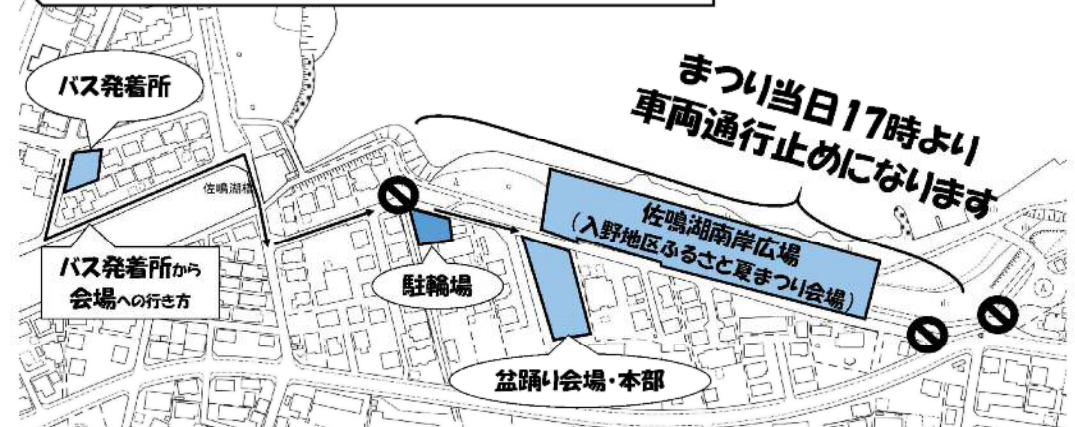 バス発着所
まつり当日17時より
車両通行止めになります
佐鳴湖橋
佐鳴湖南岸広場
(入野地区ふるさと夏まつり会場)
バス発着所から
会場への行き方
駐輪場
盆踊り会場・本部